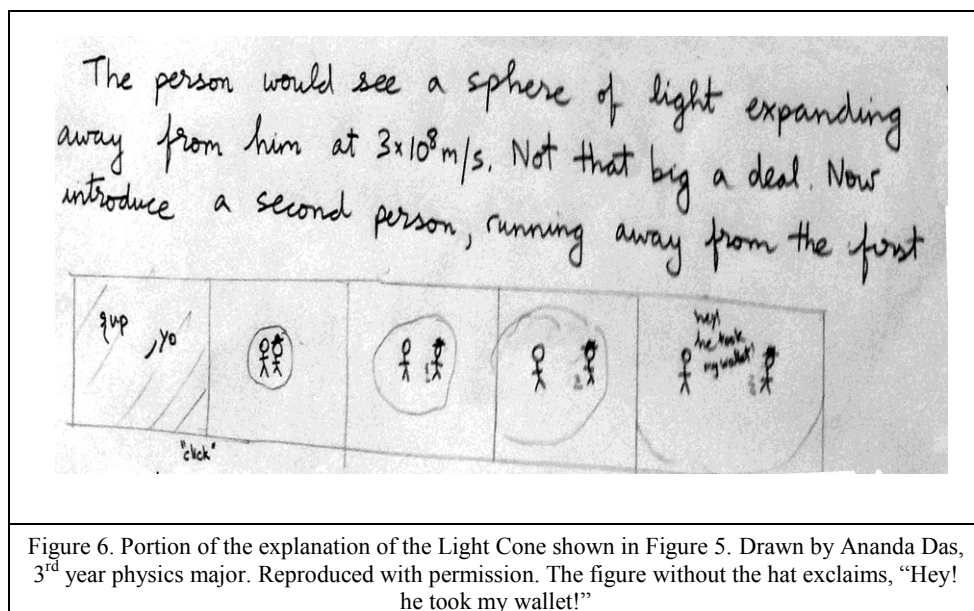 The person would see a sphere of light expanding
away from him at 3×10⁸ m/s. Not that big a deal. Now
introduce a second person, running away from the first
yo
"click"
hey!
he took
my wallet!
Figure 6. Portion of the explanation of the Light Cone shown in Figure 5. Drawn by Ananda Das,
3rd year physics major. Reproduced with permission. The figure without the hat exclaims, “Hey!
he took my wallet!”